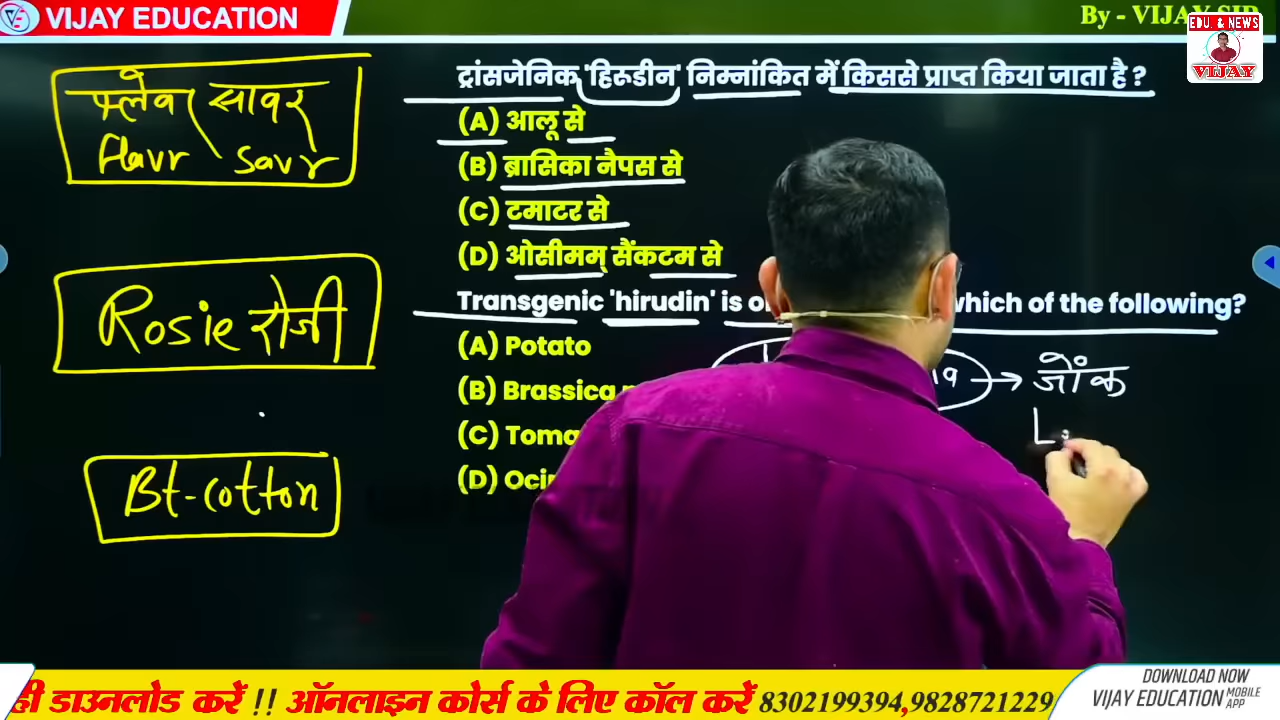 VIJAY EDUCATION
By - VIJAY SIR
EDU. & NEWS
VIJAY
फ्लेवर सावर
Flavr Savr
Rosie रोजी
Bt-cotton
ट्रांसजेनिक 'हिरूडीन' निम्नांकित में किससे प्राप्त किया जाता है ?
(A) आलू से
(B) ब्रासिका नैपस से
(C) टमाटर से
(D) ओसीमम् सैंकटम से
Transgenic 'hirudin' is which of the following?
(A) Potato
(B) Brassica
(C) Toma
(D) Oci
जोंक
ही डाउनलोड करें !! ऑनलाइन कोर्स के लिए कॉल करें 8302199394,9828721229
DOWNLOAD NOW
VIJAY EDUCATION MOBILE APP